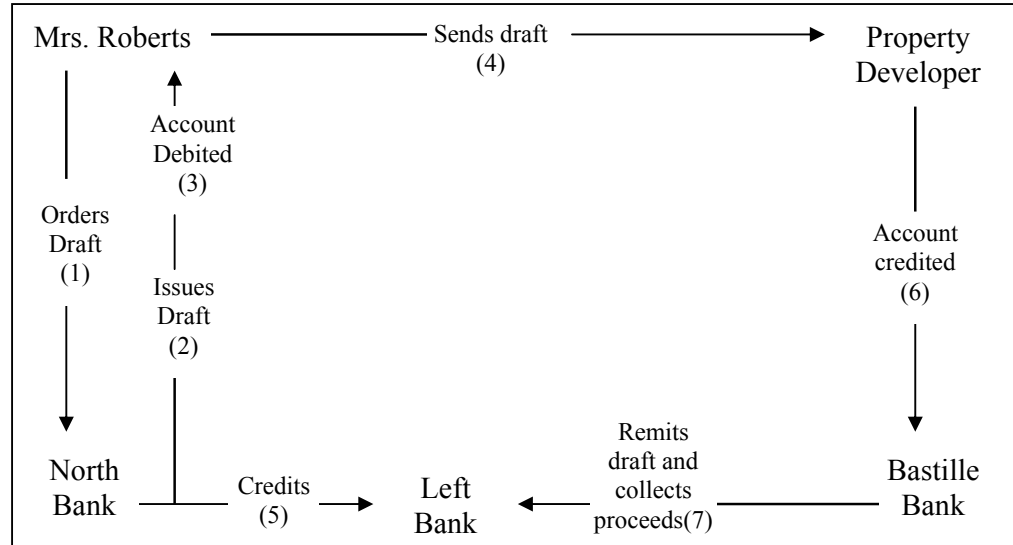 Mrs. Roberts
Sends draft
(4)
Property
Developer
Account
Debited
(3)
Orders
Draft
(1)
Issues
Draft
(2)
Account
credited
(6)
North
Bank
Credits
(5)
Left
Bank
Remits
draft and
collects
proceeds(7)
Bastille
Bank